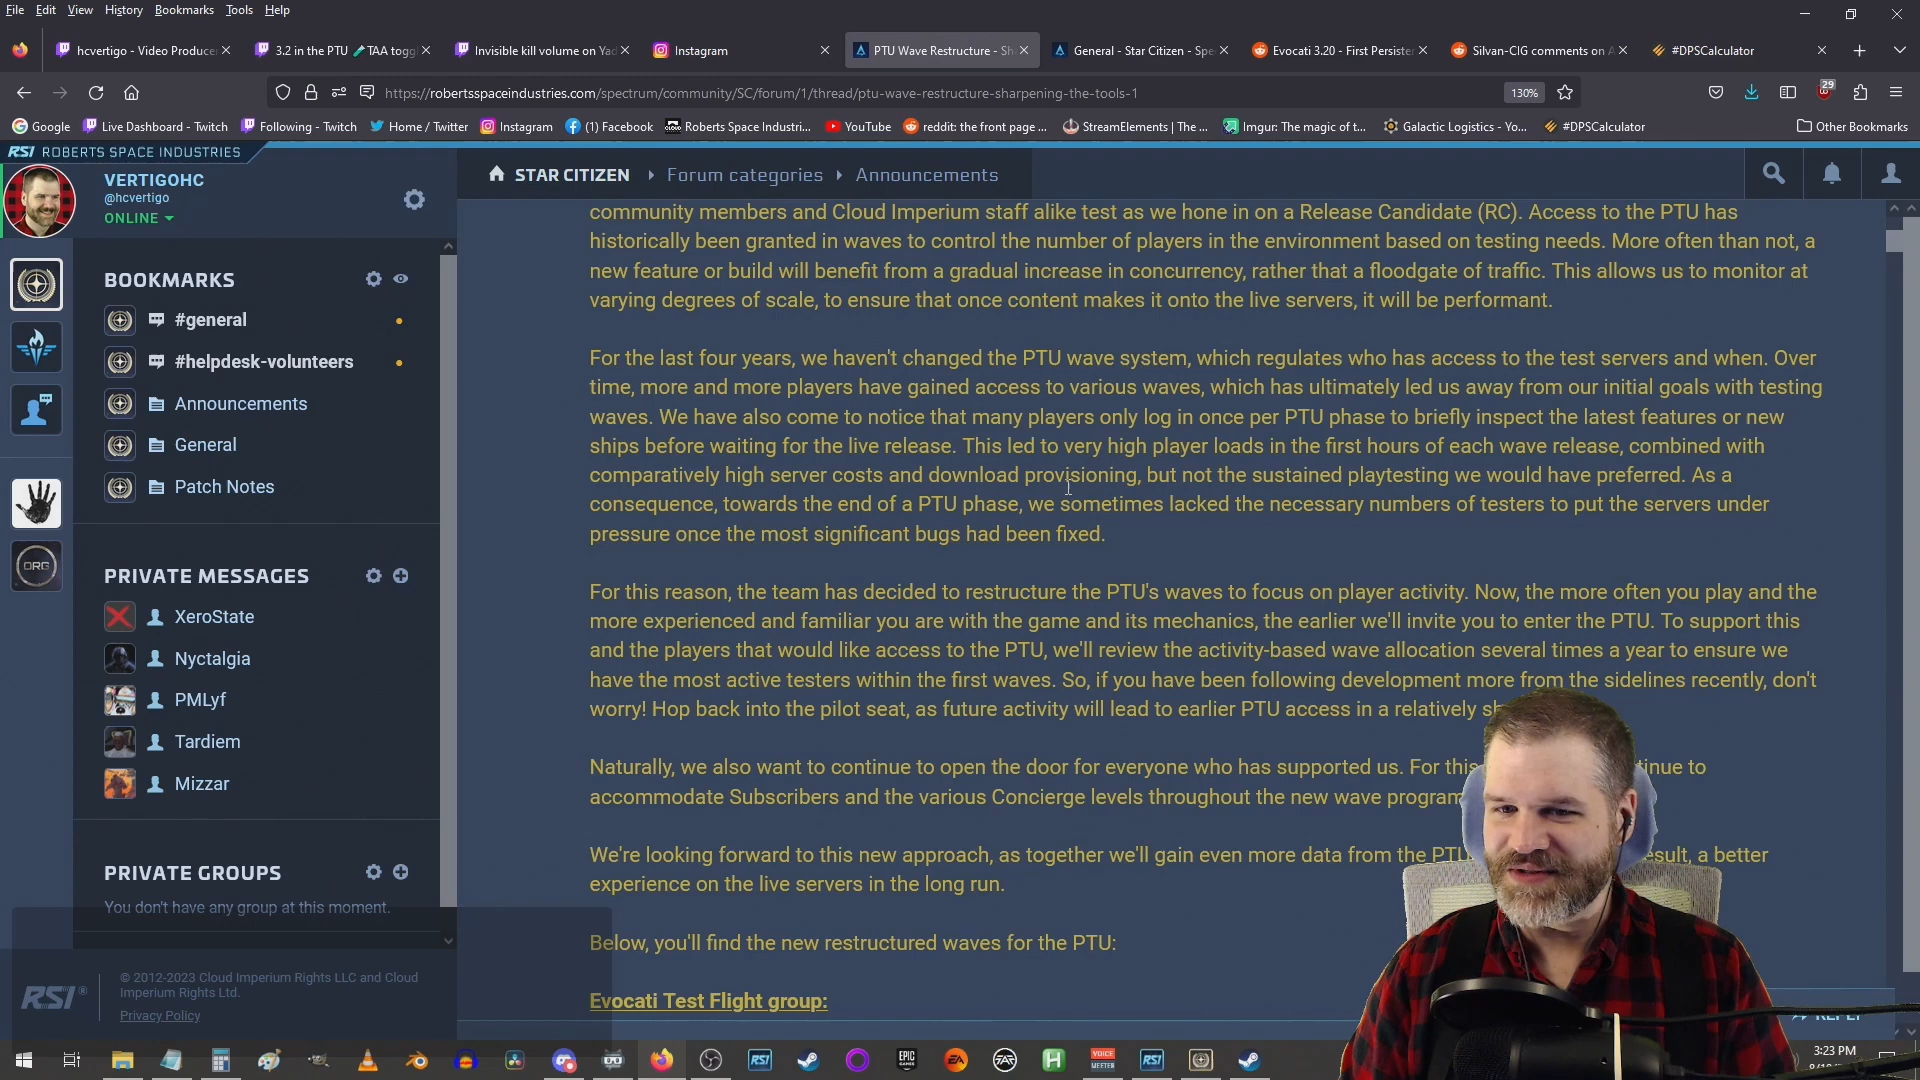 File Edit View History Bookmarks Tools Help
hcvertigo - Video Produce
3.2 in the PTU TAA togg
Invisible kill volume on Ya
Instagram
PTU Wave Restructure - Sh
General - Star Citizen - Spe
Evocati 3.20 - First Persiste
Silvan-CIG comments on A
#DPSCalculator
https://robertsspaceindustries.com/spectrum/community/SC/forum/1/thread/ptu-wave-restructure-sharpening-the-tools-1
130%
29
Google
Live Dashboard - Twitch
Following - Twitch
Home / Twitter
Instagram
(1) Facebook
Roberts Space Industri...
YouTube
reddit: the front page ...
StreamElements | The ...
Imgur: The magic of t...
Galactic Logistics - Yo...
#DPSCalculator
Other Bookmarks
RSI ROBERTS SPACE INDUSTRIES
VERTIGOHC
@hcvertigo
ONLINE
STAR CITIZEN
Forum categories
Announcements
BOOKMARKS
#general
#helpdesk-volunteers
Announcements
General
Patch Notes
ORG
PRIVATE MESSAGES
XeroState
Nyctalgia
PMLyf
Tardiem
Mizzar
PRIVATE GROUPS
You don't have any group at this moment.
RSI
© 2012-2023 Cloud Imperium Rights LLC and Cloud
Imperium Rights Ltd.
Privacy Policy
community members and Cloud Imperium staff alike test as we hone in on a Release Candidate (RC). Access to the PTU has
historically been granted in waves to control the number of players in the environment based on testing needs. More often than not, a
new feature or build will benefit from a gradual increase in concurrency, rather that a floodgate of traffic. This allows us to monitor at
varying degrees of scale, to ensure that once content makes it onto the live servers, it will be performant.
For the last four years, we haven't changed the PTU wave system, which regulates who has access to the test servers and when. Over
time, more and more players have gained access to various waves, which has ultimately led us away from our initial goals with testing
waves. We have also come to notice that many players only log in once per PTU phase to briefly inspect the latest features or new
ships before waiting for the live release. This led to very high player loads in the first hours of each wave release, combined with
comparatively high server costs and download provisioning, but not the sustained playtesting we would have preferred. As a
consequence, towards the end of a PTU phase, we sometimes lacked the necessary numbers of testers to put the servers under
pressure once the most significant bugs had been fixed.
For this reason, the team has decided to restructure the PTU's waves to focus on player activity. Now, the more often you play and the
more experienced and familiar you are with the game and its mechanics, the earlier we'll invite you to enter the PTU. To support this
and the players that would like access to the PTU, we'll review the activity-based wave allocation several times a year to ensure we
have the most active testers within the first waves. So, if you have been following development more from the sidelines recently, don't
worry! Hop back into the pilot seat, as future activity will lead to earlier PTU access in a relatively
Naturally, we also want to continue to open the door for everyone who has supported us. For this tinue to
accommodate Subscribers and the various Concierge levels throughout the new wave program
We're looking forward to this new approach, as together we'll gain even more data from the PTU esult, a better
experience on the live servers in the long run.
Below, you'll find the new restructured waves for the PTU:
Evocati Test Flight group:
REPLY
RSI
EPIC GAMES
EA
FAF
H
VOICE MEETER
RSI
3:23 PM